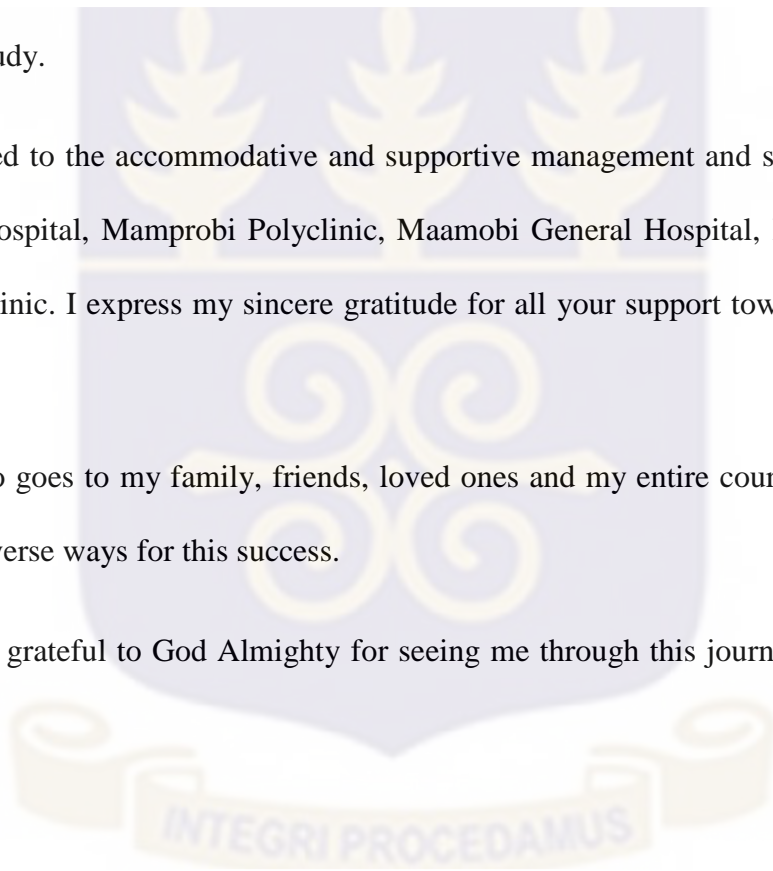 udy.
ed to the accommodative and supportive management and s
ospital, Mamprobi Polyclinic, Maamobi General Hospital,
inic. I express my sincere gratitude for all your support tow
o goes to my family, friends, loved ones and my entire cour
verse ways for this success.
grateful to God Almighty for seeing me through this journ
INTEGRI PROCEDAMUS